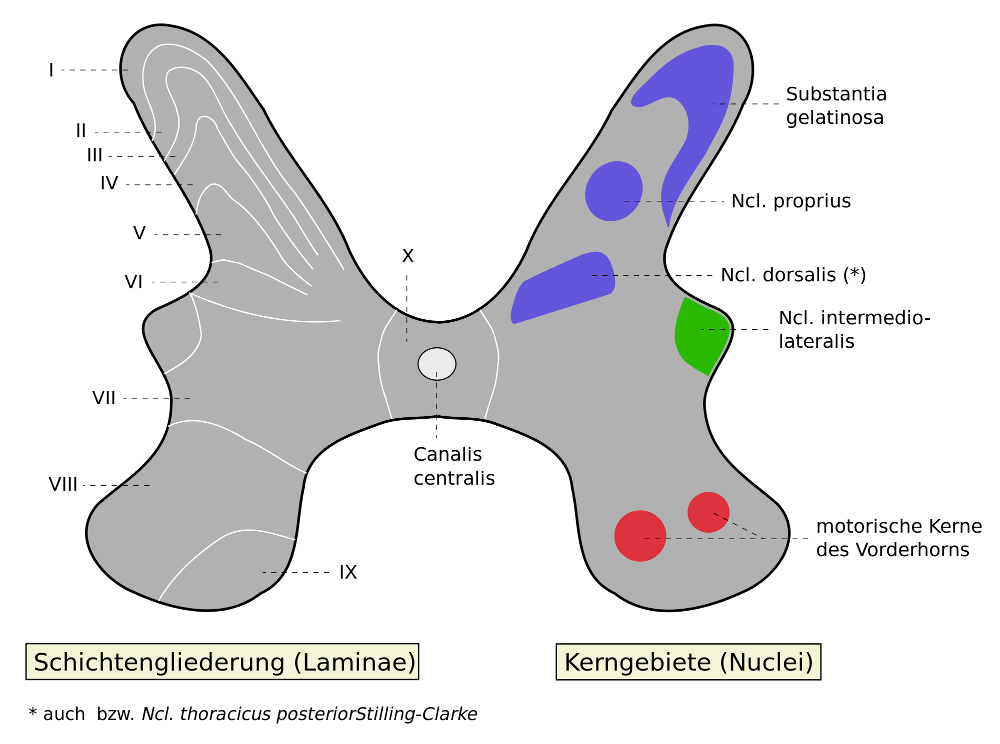 I
II
III
IV
V
VI
VII
VIII
IX
X
Canalis
centralis
Substantia
gelatinosa
Ncl. proprius
Ncl. dorsalis (*)
Ncl. intermedio-
lateralis
motorische Kerne
des Vorderhorns
Schichtengliederung (Laminae)
Kerngebiete (Nuclei)
* auch  bzw. Ncl. thoracicus posteriorStilling-Clarke